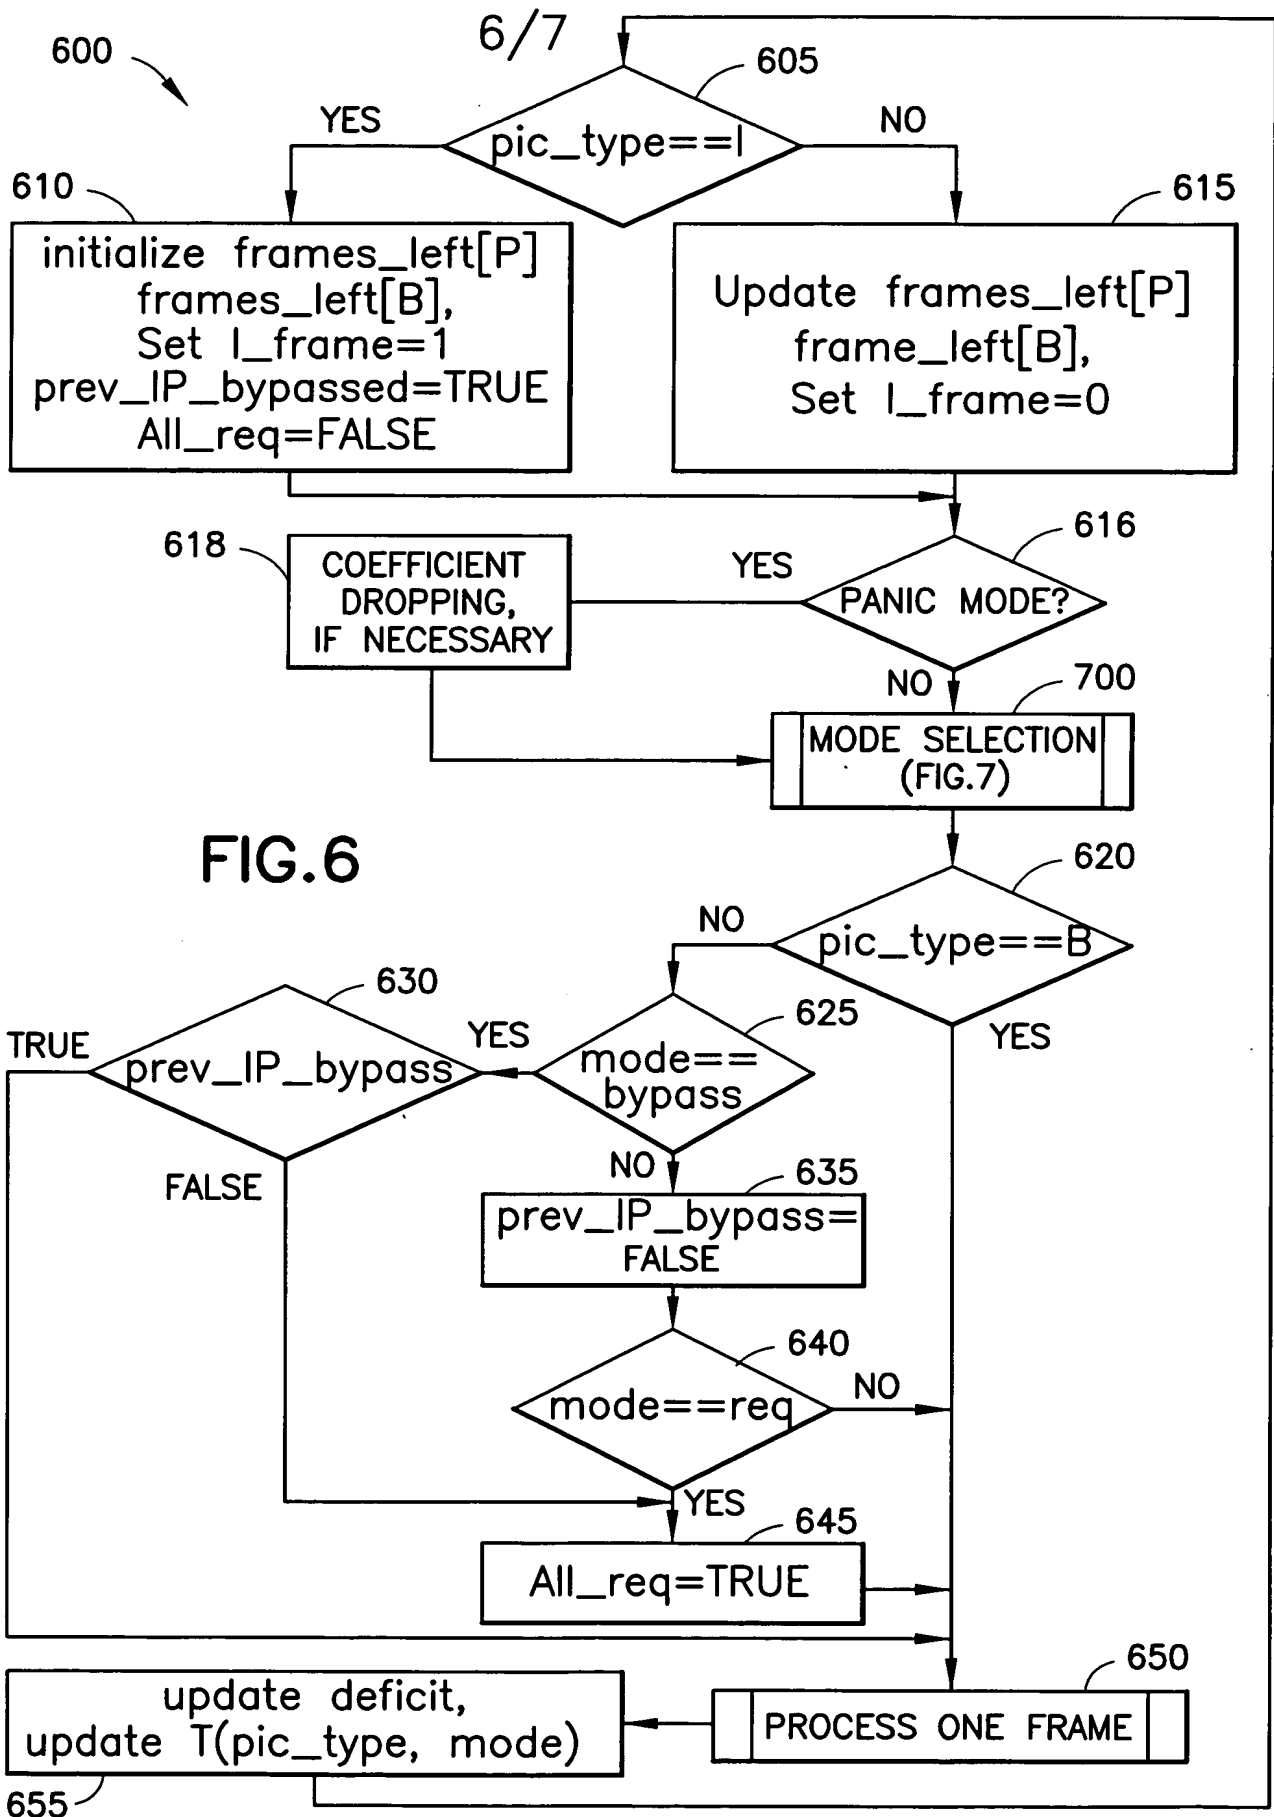 6/7
600
605
YES
pic_type==I
NO
610
615
initialize frames_left[P]
frames_left[B],
Set I_frame=1
prev_IP_bypassed=TRUE
All_req=FALSE
Update frames_left[P]
frame_left[B],
Set I_frame=0
618
616
COEFFICIENT
DROPPING,
IF NECESSARY
YES
PANIC MODE?
NO
700
MODE SELECTION
(FIG.7)
FIG.6
620
NO
pic_type==B
YES
630
625
TRUE
prev_IP_bypass
YES
mode==
bypass
FALSE
NO
635
prev_IP_bypass=
FALSE
640
mode==req
NO
YES
645
All_req=TRUE
650
update deficit,
update T(pic_type, mode)
PROCESS ONE FRAME
655